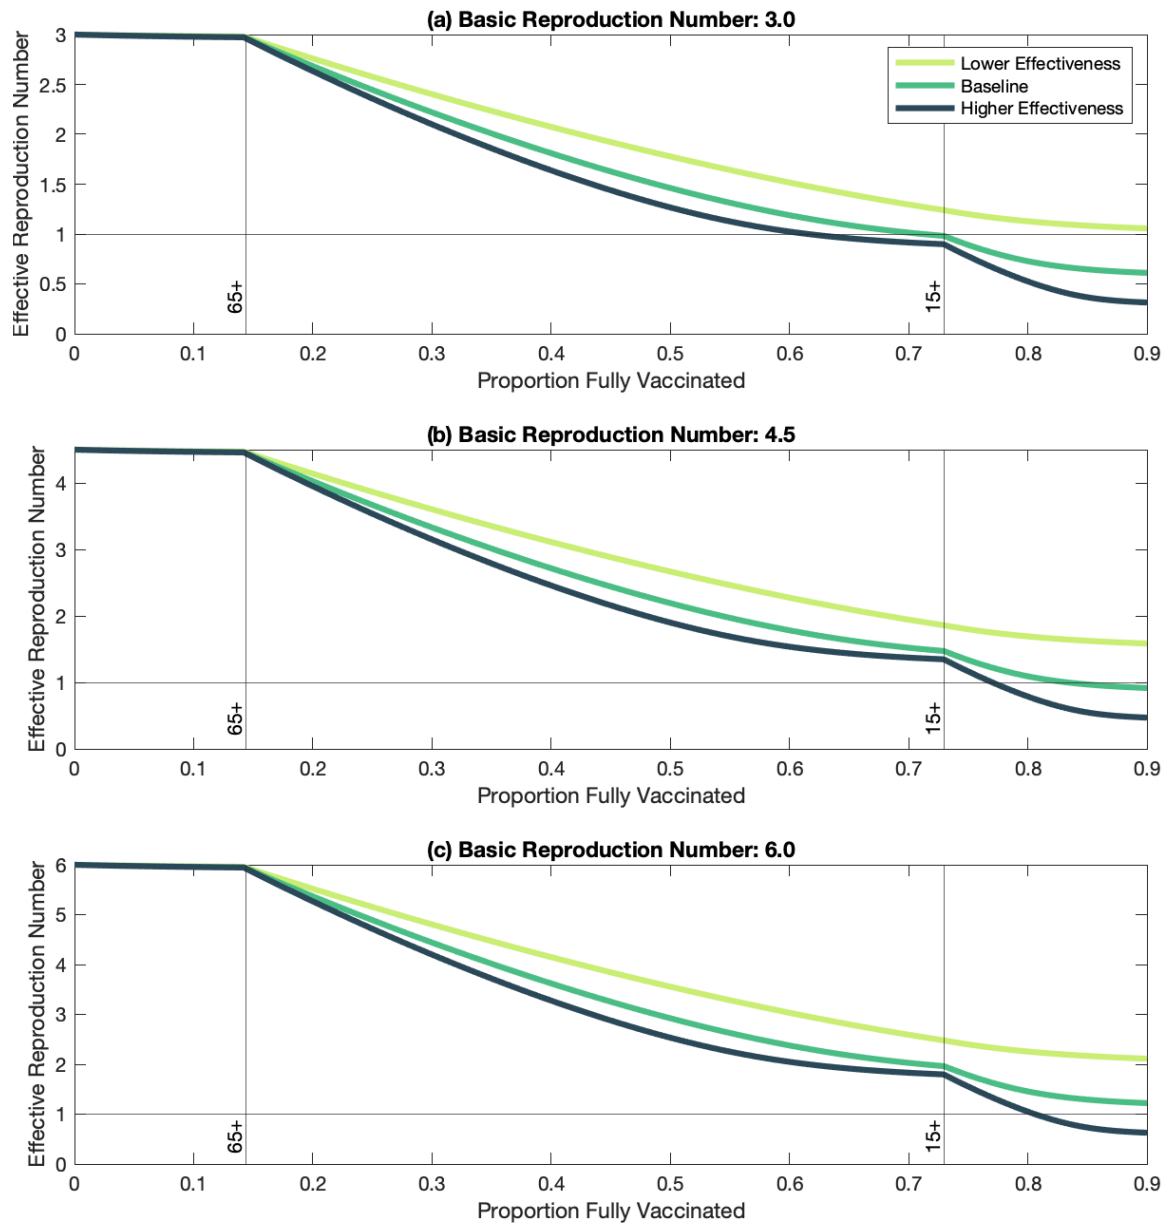 (a) Basic Reproduction Number: 3.0
Effective Reproduction Number
3
2.5
2
1.5
1
0.5
0
Lower Effectiveness
Baseline
Higher Effectiveness
65+
15+
0 0.1 0.2 0.3 0.4 0.5 0.6 0.7 0.8 0.9
Proportion Fully Vaccinated
(b) Basic Reproduction Number: 4.5
Effective Reproduction Number
4
3
2
1
0
65+
15+
0 0.1 0.2 0.3 0.4 0.5 0.6 0.7 0.8 0.9
Proportion Fully Vaccinated
(c) Basic Reproduction Number: 6.0
Effective Reproduction Number
6
5
4
3
2
1
0
65+
15+
0 0.1 0.2 0.3 0.4 0.5 0.6 0.7 0.8 0.9
Proportion Fully Vaccinated